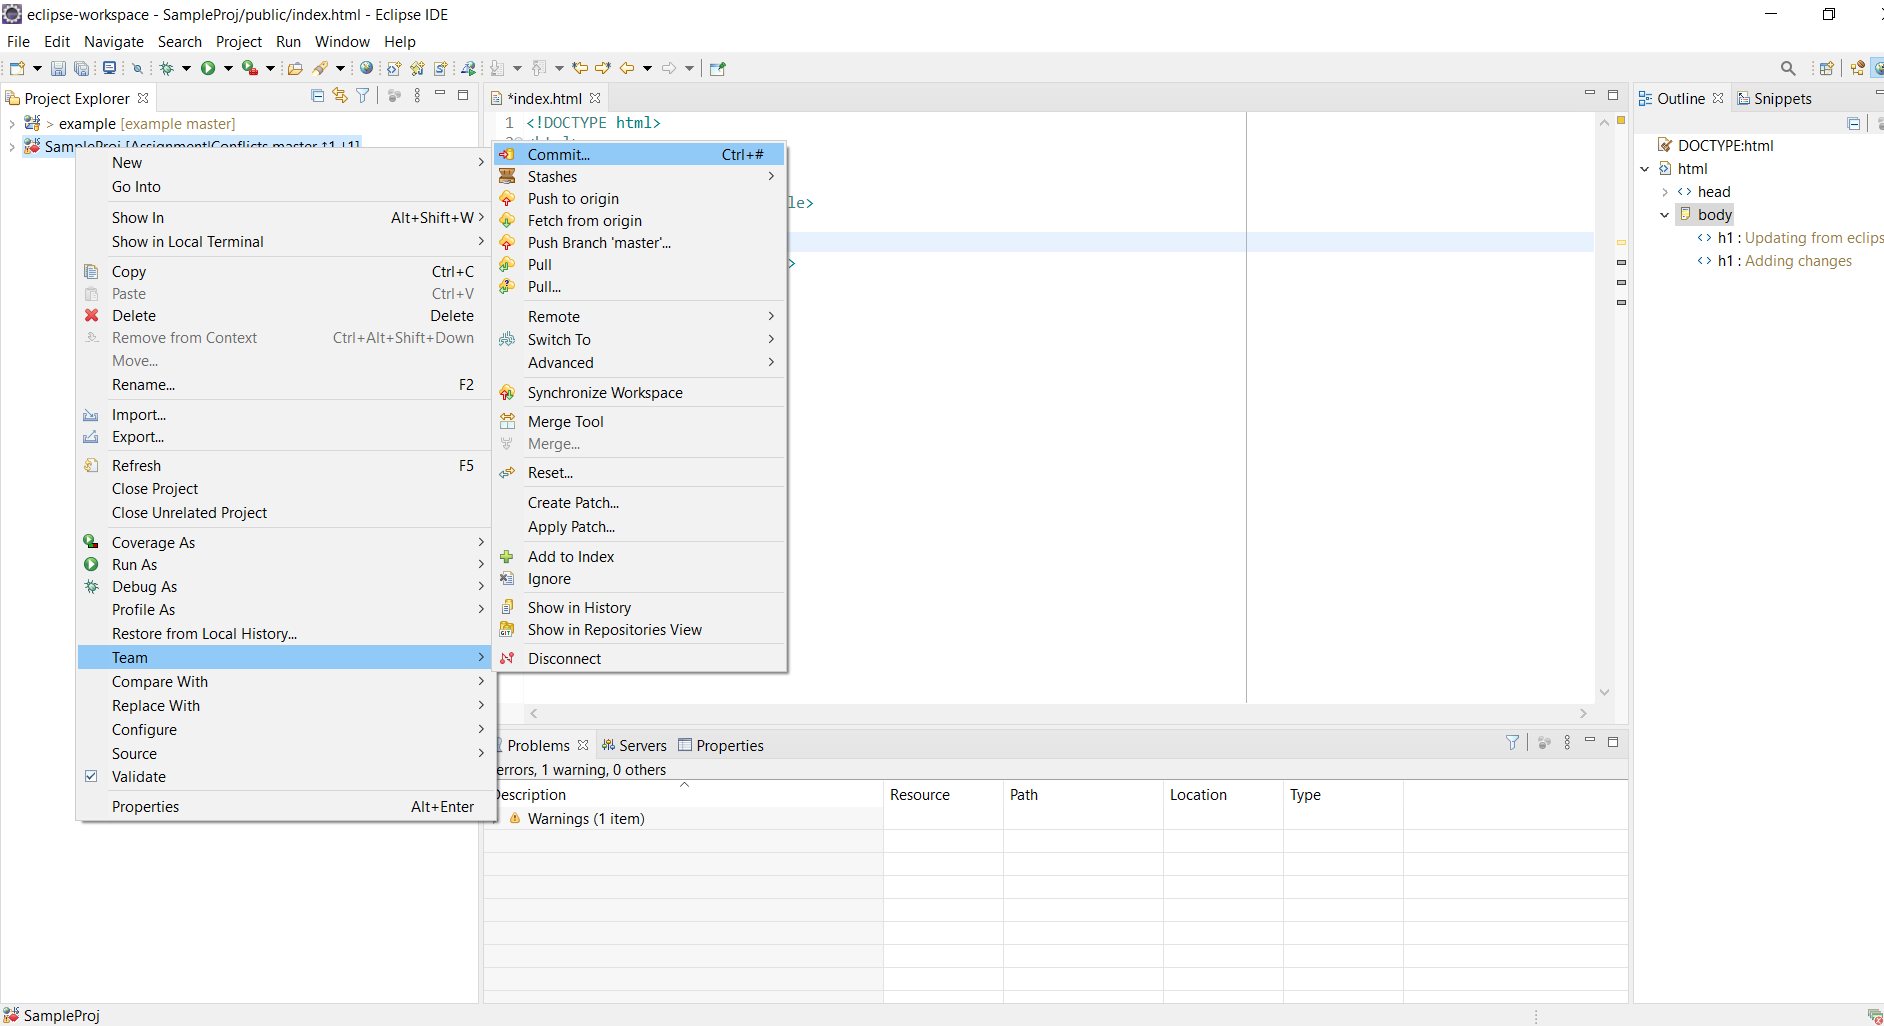 eclipse-workspace - SampleProj/public/index.html - Eclipse IDE
File Edit Navigate Search Project Run Window Help
Project Explorer
> example [example master]
SampleProj [Assignment|Conflicts master ↑1 ↓1]
New
Go Into
Show In Alt+Shift+W
Show in Local Terminal
Copy Ctrl+C
Paste Ctrl+V
Delete Delete
Remove from Context Ctrl+Alt+Shift+Down
Move...
Rename... F2
Import...
Export...
Refresh F5
Close Project
Close Unrelated Project
Coverage As
Run As
Debug As
Profile As
Restore from Local History...
Team
Compare With
Replace With
Configure
Source
Validate
Properties Alt+Enter
Commit... Ctrl+#
Stashes
Push to origin
Fetch from origin
Push Branch 'master'...
Pull
Pull...
Remote
Switch To
Advanced
Synchronize Workspace
Merge Tool
Merge...
Reset...
Create Patch...
Apply Patch...
Add to Index
Ignore
Show in History
GIT Show in Repositories View
Disconnect
*index.html
1 <!DOCTYPE html>
le>
>
Problems Servers Properties
errors, 1 warning, 0 others
Description Resource Path Location Type
Warnings (1 item)
Outline Snippets
DOCTYPE:html
html
head
body
h1 : Updating from eclips
h1 : Adding changes
SampleProj